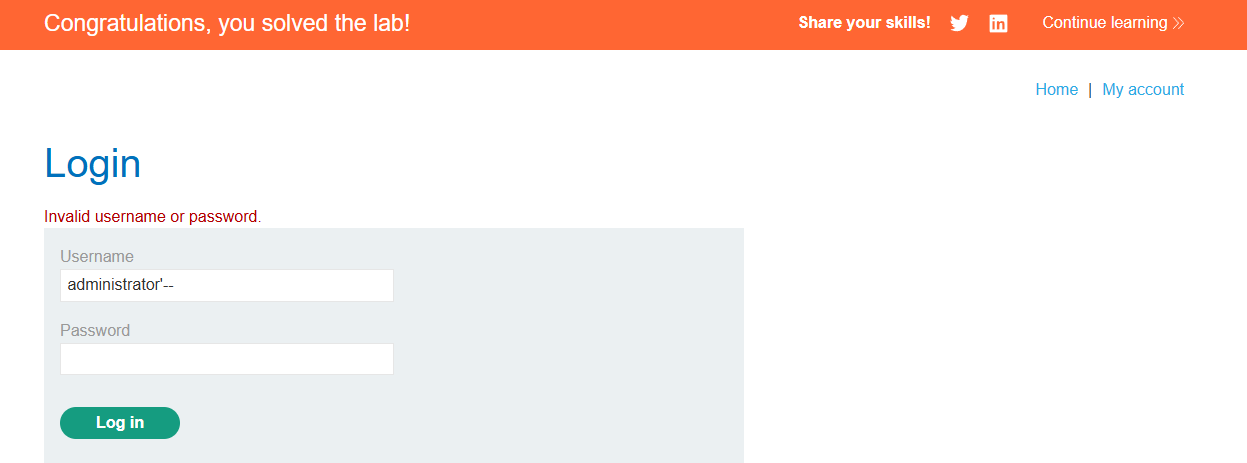 Congratulations, you solved the lab!
Share your skills!
Continue learning
Home | My account
Login
Invalid username or password.
Username
administrator'--
Password
Log in